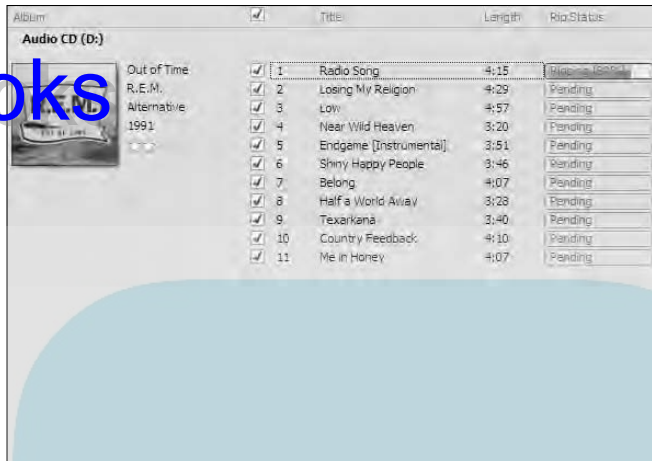 Album Title Length Rip Status
Audio CD (D:)
oks
Out of Time
R.E.M.
Alternative
1991
R.E.M.
OUT OF TIME
1 Radio Song 4:15 Ripping
2 Losing My Religion 4:29 Pending
3 Low 4:57 Pending
4 Near Wild Heaven 3:20 Pending
5 Endgame [Instrumental] 3:51 Pending
6 Shiny Happy People 3:46 Pending
7 Belong 4:07 Pending
8 Half a World Away 3:28 Pending
9 Texarkana 3:40 Pending
10 Country Feedback 4:10 Pending
11 Me in Honey 4:07 Pending